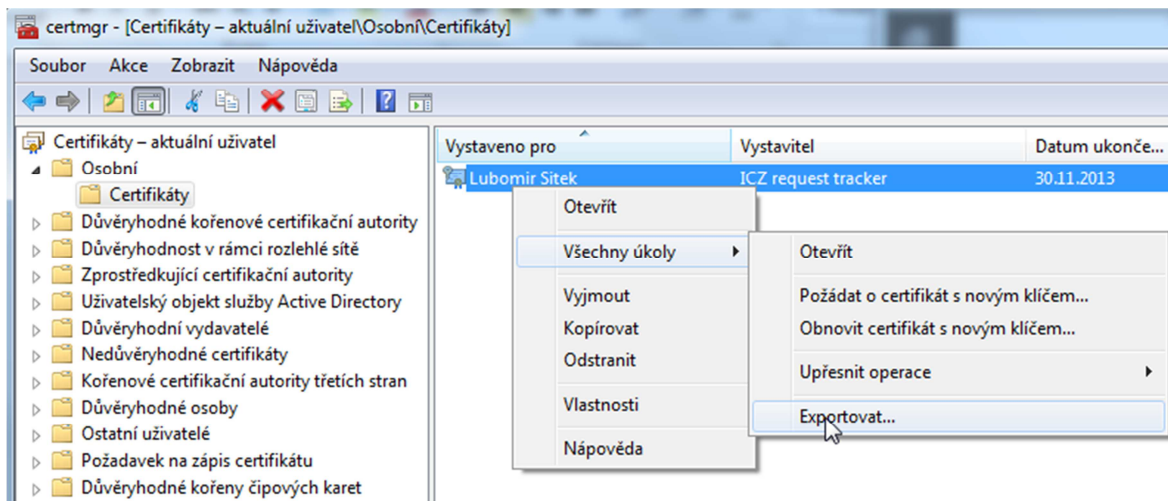 certmgr - [Certifikáty – aktuální uživatel\Osobní\Certifikáty]
Soubor Akce Zobrazit Nápověda
Certifikáty – aktuální uživatel
Osobní
Certifikáty
Důvěryhodné kořenové certifikační autority
Důvěryhodnost v rámci rozlehlé sítě
Zprostředkující certifikační autority
Uživatelský objekt služby Active Directory
Důvěryhodní vydavatelé
Nedůvěryhodné certifikáty
Kořenové certifikační autority třetích stran
Důvěryhodné osoby
Ostatní uživatelé
Požadavek na zápis certifikátu
Důvěryhodné kořeny čipových karet
Vystaveno pro Vystavitel Datum ukonče...
Lubomir Sitek ICZ request tracker 30.11.2013
Otevřít
Všechny úkoly
Vyjmout
Kopírovat
Odstranit
Vlastnosti
Nápověda
Otevřít
Požádat o certifikát s novým klíčem...
Obnovit certifikát s novým klíčem...
Upřesnit operace
Exportovat...